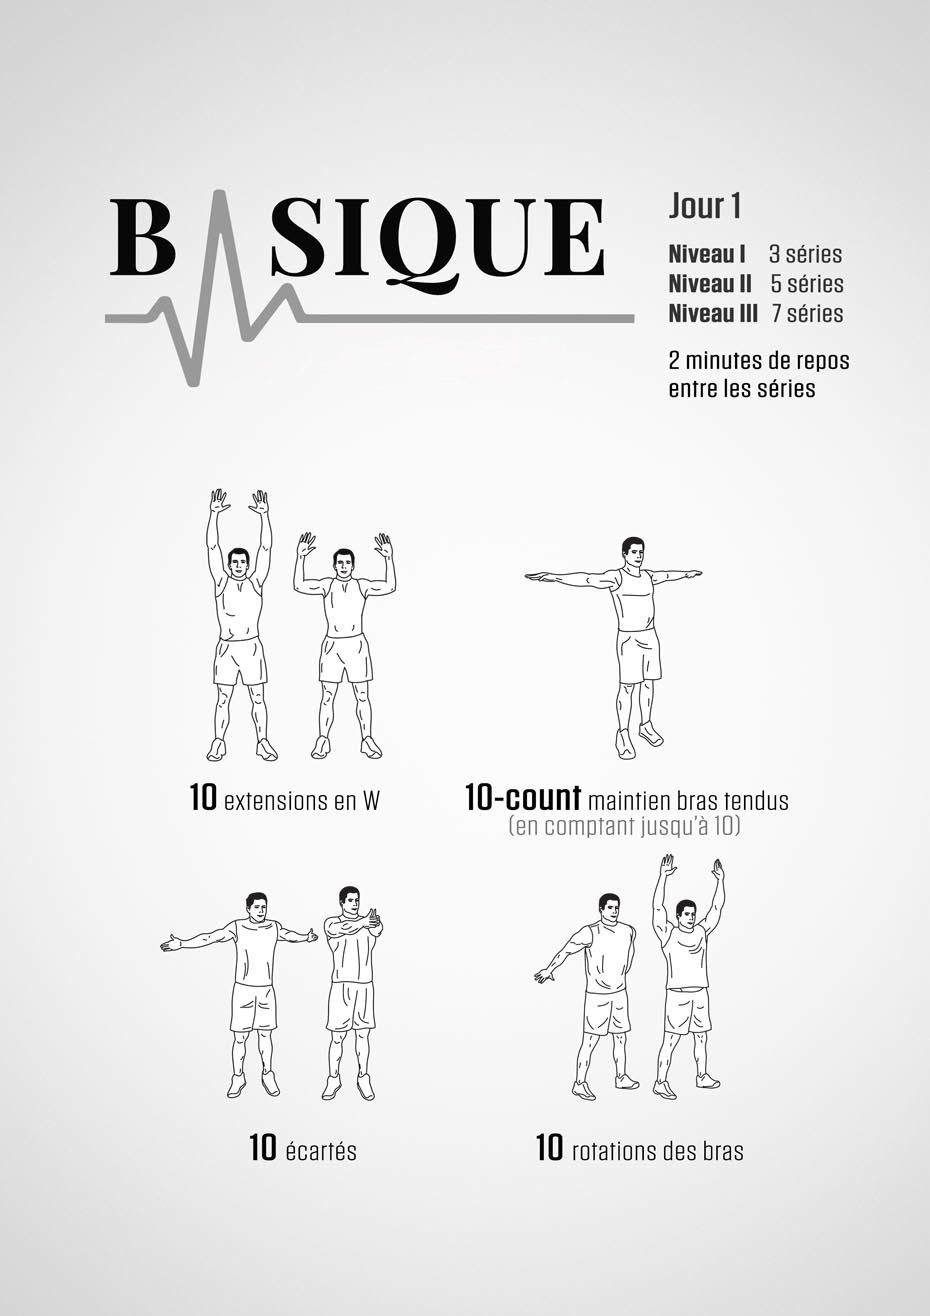 BASIQUE
Jour 1
Niveau I 3 séries
Niveau II 5 séries
Niveau III 7 séries
2 minutes de repos
entre les séries
10 extensions en W
10-count maintien bras tendus
(en comptant jusqu'à 10)
10 écartés
10 rotations des bras